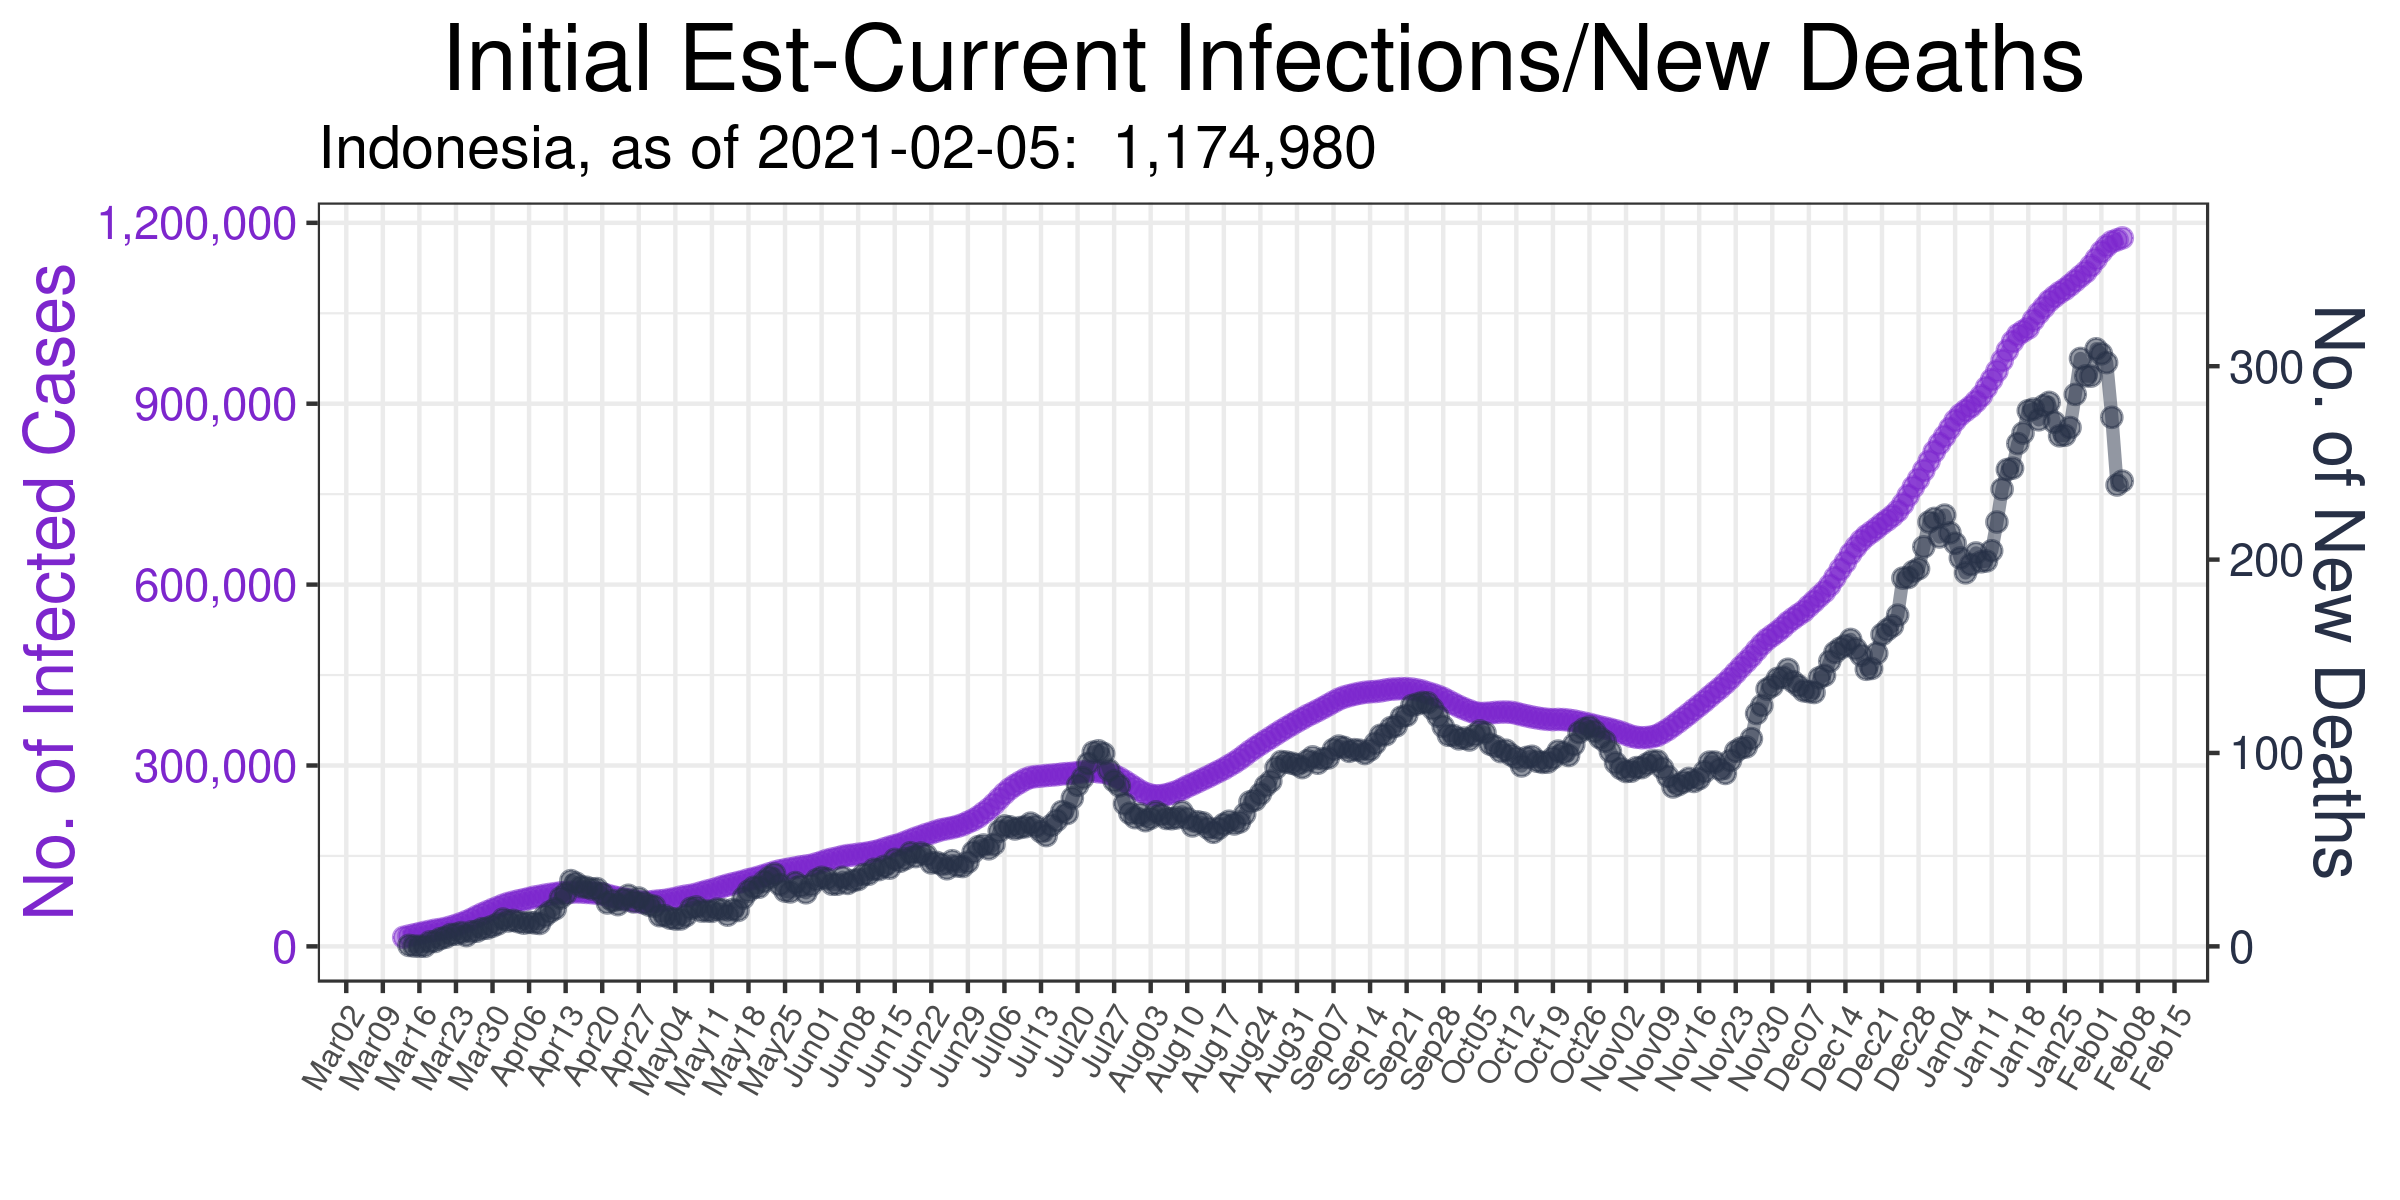 Initial Est-Current Infections/New Deaths
Indonesia, as of 2021-02-05:  1,174,980
No. of Infected Cases
1,200,000
900,000
600,000
300,000
0
300
200
100
0
No. of New Deaths
Mar02
Mar09
Mar16
Mar23
Mar30
Apr06
Apr13
Apr20
Apr27
May04
May11
May18
May25
Jun01
Jun08
Jun15
Jun22
Jun29
Jul06
Jul13
Jul20
Jul27
Aug03
Aug10
Aug17
Aug24
Aug31
Sep07
Sep14
Sep21
Sep28
Oct05
Oct12
Oct19
Oct26
Nov02
Nov09
Nov16
Nov23
Nov30
Dec07
Dec14
Dec21
Dec28
Jan04
Jan11
Jan18
Jan25
Feb01
Feb08
Feb15